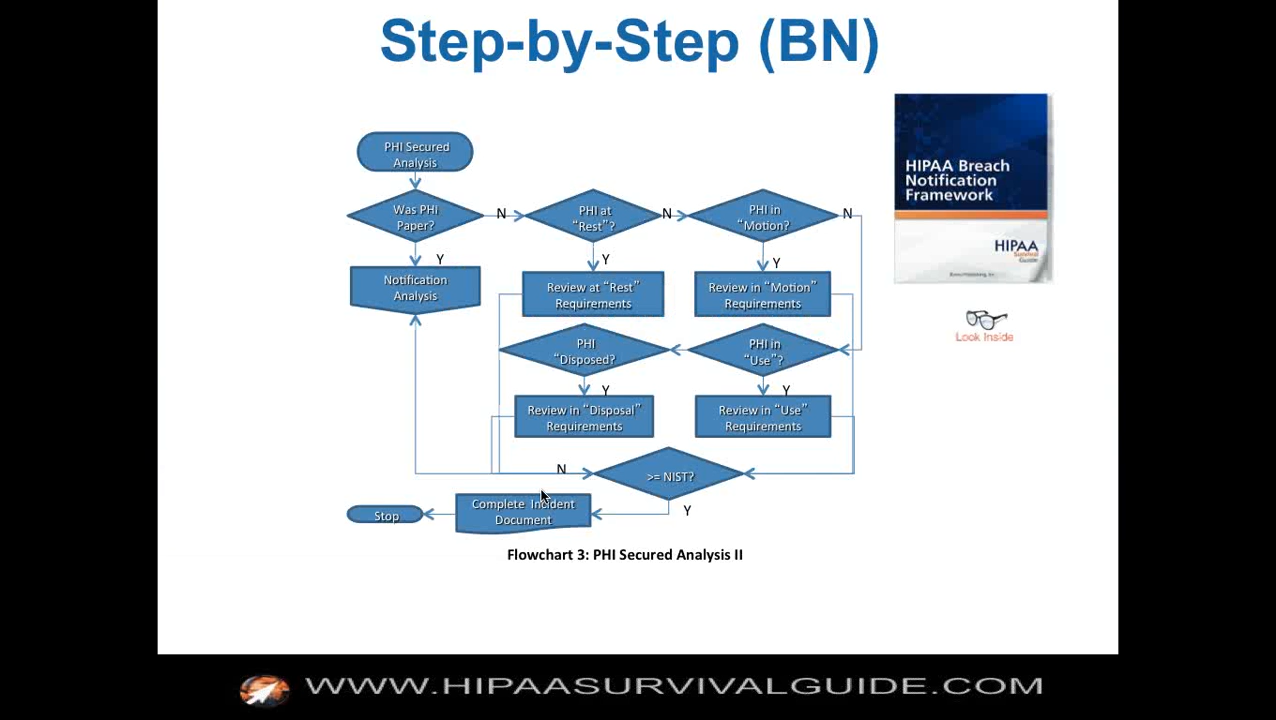 Step-by-Step (BN)
PHI Secured
Analysis
Was PHI
Paper?
N
PHI at
“Rest”?
N
PHI in
“Motion?
N
Y
Y
Y
Notification
Analysis
Review at “Rest”
Requirements
Review in “Motion”
Requirements
PHI
“Disposed?
PHI in
“Use”?
Y
Y
Review in “Disposal”
Requirements
Review in “Use”
Requirements
N
>= NIST?
Y
Complete Incident
Document
Stop
Flowchart 3: PHI Secured Analysis II
HIPAA Breach
Notification
Framework
HIPAA
Survival
Guide
Look Inside
WWW.HIPAASURVIVALGUIDE.COM